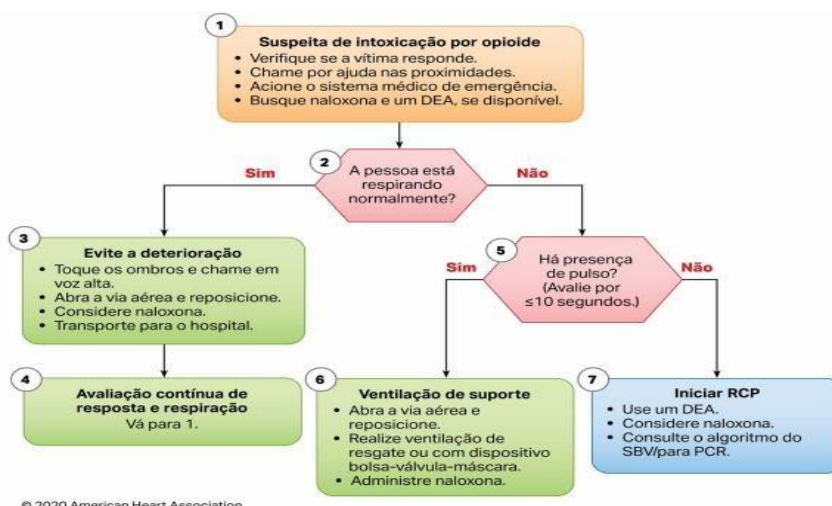 1
Suspeita de intoxicação por opioide
• Verifique se a vítima responde.
• Chame por ajuda nas proximidades.
• Acione o sistema médico de emergência.
• Busque naloxona e um DEA, se disponível.
2
A pessoa está
respirando
normalmente?
Sim
Não
3
Evite a deterioração
• Toque os ombros e chame em
voz alta.
• Abra a via aérea e reposicione.
• Considere naloxona.
• Transporte para o hospital.
5
Há presença
de pulso?
(Avalie por
≤10 segundos.)
Sim
Não
4
Avaliação contínua de
resposta e respiração
Vá para 1.
6
Ventilação de suporte
• Abra a via aérea e
reposicione.
• Realize ventilação de
resgate ou com dispositivo
bolsa-válvula-máscara.
• Administre naloxona.
7
Iniciar RCP
• Use um DEA.
• Considere naloxona.
• Consulte o algoritmo do
SBV/para PCR.
© 2020 American Heart Association